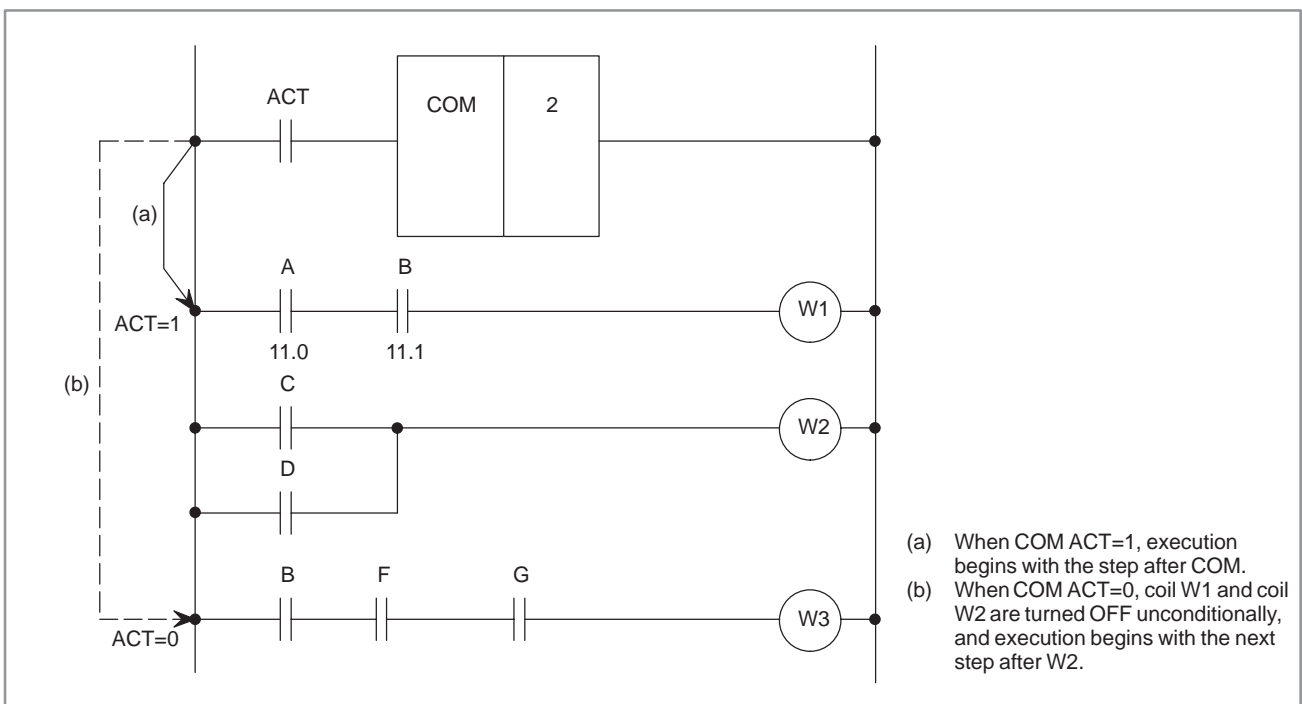 ACT
COM 2
(a)
A B
W1
ACT=1
11.0 11.1
(b)
C
W2
D
B F G
W3
ACT=0
(a) When COM ACT=1, execution
begins with the step after COM.
(b) When COM ACT=0, coil W1 and coil
W2 are turned OFF unconditionally,
and execution begins with the next
step after W2.